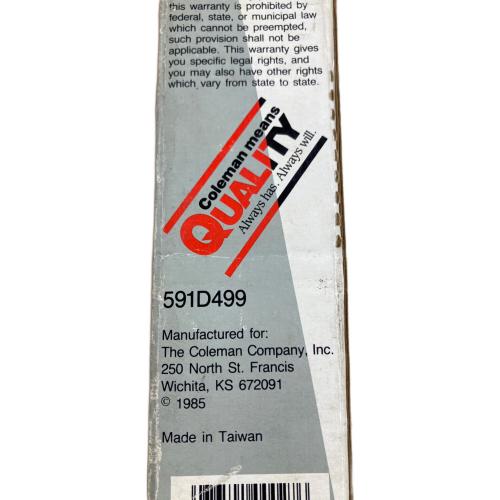 this warranty is prohibited by
federal, state, or municipal law
which cannot be preempted,
such provision shall not be
applicable. This warranty gives
you specific legal rights, and
you may also have other rights
which vary from state to state.
Coleman means
QUALITY
Always has. Always will.
591D499
Manufactured for:
The Coleman Company, Inc.
250 North St. Francis
Wichita, KS 672091
© 1985
Made in Taiwan